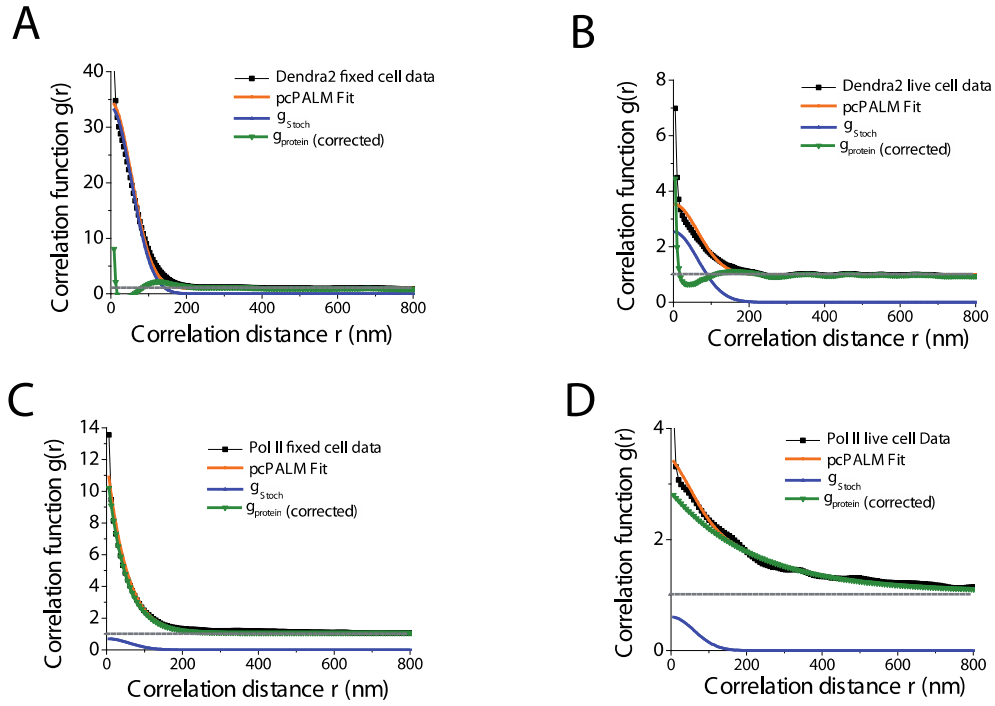 A
Correlation function g(r)
40
30
20
10
0
0 200 400 600 800
Correlation distance r (nm)
Dendra2 fixed cell data
pcPALM Fit
gStoch
gprotein (corrected)
B
Correlation function g(r)
8
6
4
2
0
0 200 400 600 800
Correlation distance r (nm)
Dendra2 live cell data
pcPALM Fit
gStoch
gprotein (corrected)
C
Correlation function g(r)
14
12
10
8
6
4
2
0
0 200 400 600 800
Correlation distance r (nm)
Pol II fixed cell data
pcPALM Fit
gStoch
gprotein (corrected)
D
Correlation function g(r)
4
2
0
0 200 400 600 800
Correlation distance r (nm)
Pol II live cell Data
pcPALM Fit
gStoch
gprotein (corrected)